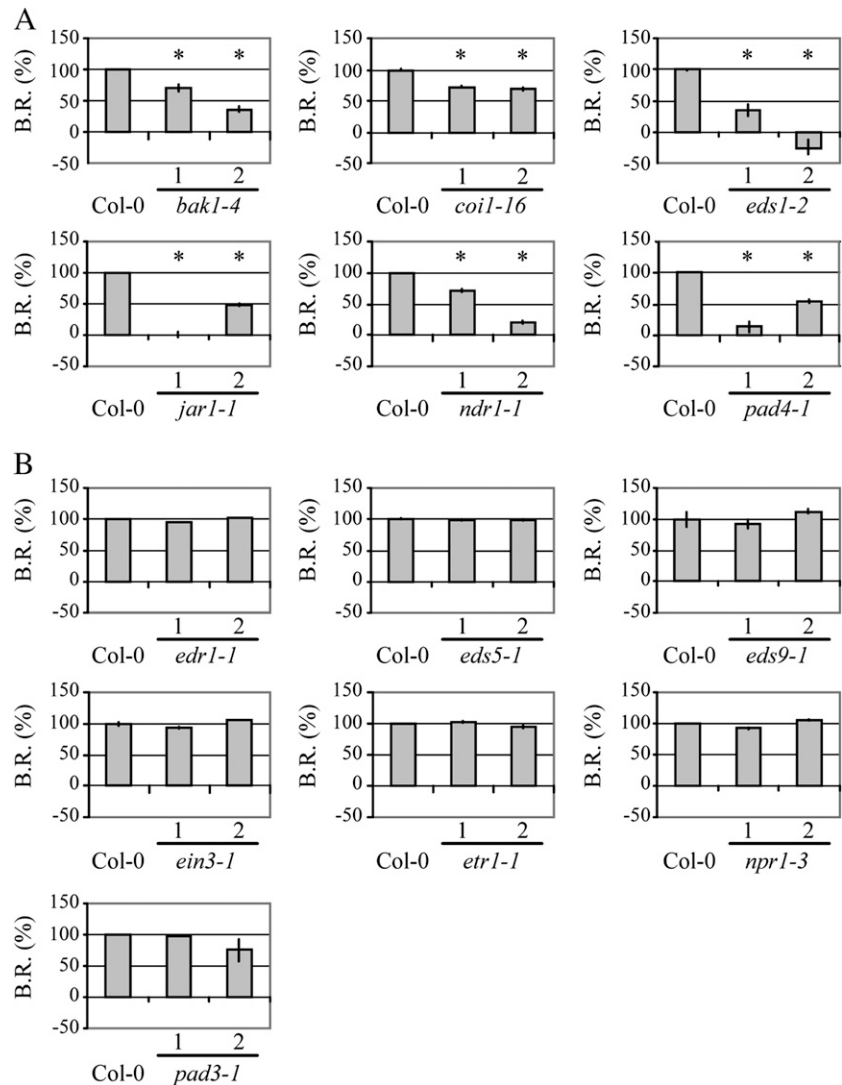 A
B.R. (%)
150
100
50
0
-50
* *
1 2
Col-0
bak1-4
B.R. (%)
150
100
50
0
-50
* *
1 2
Col-0
coi1-16
B.R. (%)
150
100
50
0
-50
* *
1 2
Col-0
eds1-2
B.R. (%)
150
100
50
0
-50
* *
1 2
Col-0
jar1-1
B.R. (%)
150
100
50
0
-50
* *
1 2
Col-0
ndr1-1
B.R. (%)
150
100
50
0
-50
* *
1 2
Col-0
pad4-1
B
B.R. (%)
150
100
50
0
-50
1 2
Col-0
edr1-1
B.R. (%)
150
100
50
0
-50
1 2
Col-0
eds5-1
B.R. (%)
150
100
50
0
-50
1 2
Col-0
eds9-1
B.R. (%)
150
100
50
0
-50
1 2
Col-0
ein3-1
B.R. (%)
150
100
50
0
-50
1 2
Col-0
etr1-1
B.R. (%)
150
100
50
0
-50
1 2
Col-0
npr1-3
B.R. (%)
150
100
50
0
-50
1 2
Col-0
pad3-1